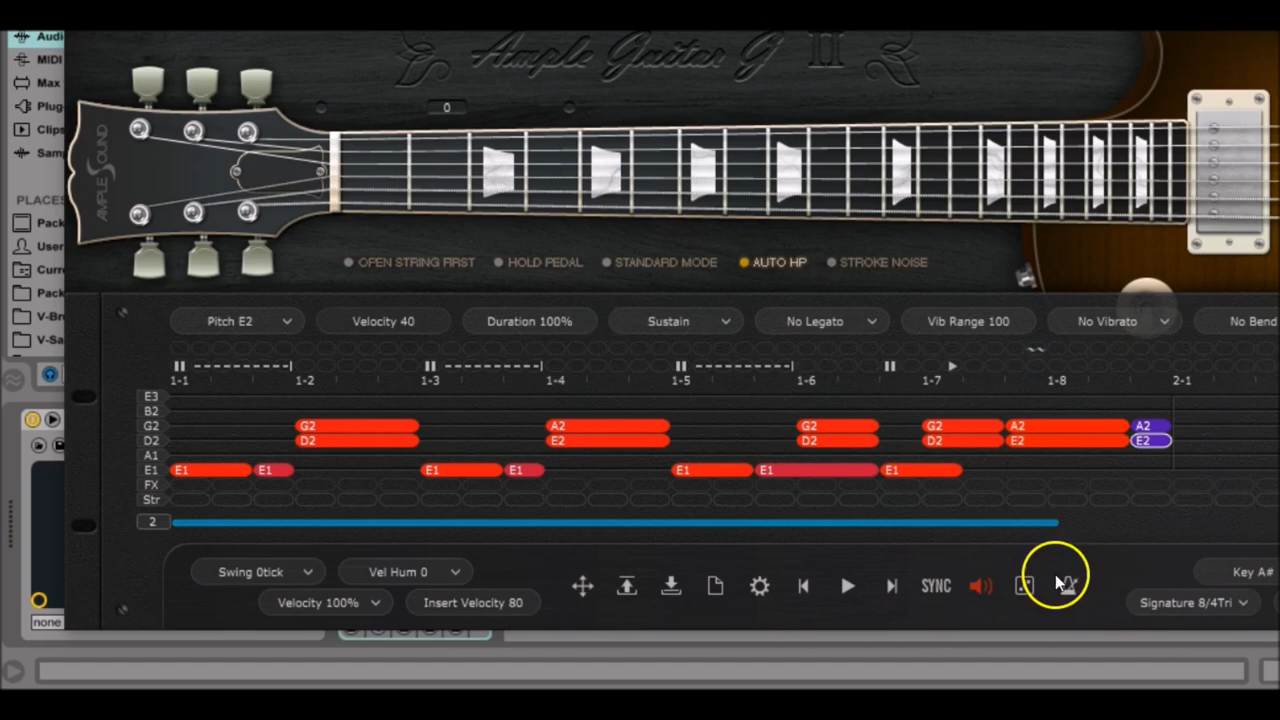 Audi
MIDI
Max
Plug
Clips
Samp
PLACES
Pack
User
Curre
Pack
V-Bro
V-Sa
none
Ample Guitar G II
0
AMPLE SOUND
OPEN STRING FIRST HOLD PEDAL STANDARD MODE AUTO HP STROKE NOISE
Pitch E2 Velocity 40 Duration 100% Sustain No Legato Vib Range 100 No Vibrato No Bend
1-1 1-2 1-3 1-4 1-5 1-6 1-7 1-8 2-1
E3
B2
G2 G2 A2 G2 G2 A2 A2
D2 D2 E2 D2 D2 E2 E2
A1
E1 E1 E1 E1 E1 E1 E1 E1
FX
Str
2
Swing 0tick Vel Hum 0 SYNC Key A#
Velocity 100% Insert Velocity 80 Signature 8/4Tri